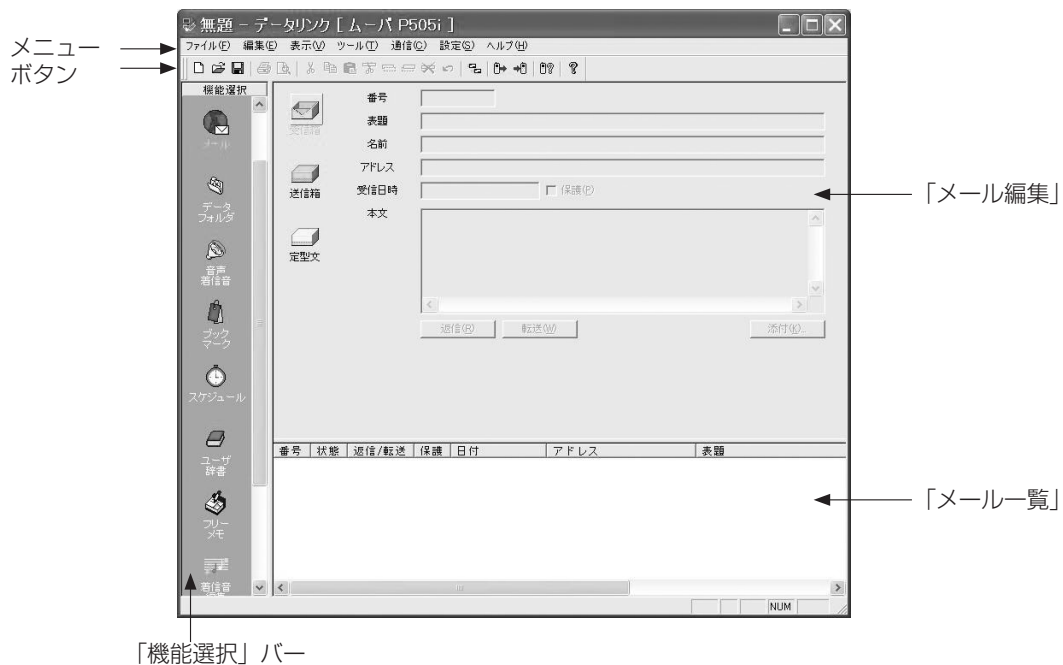 無題 - データリンク [ ムーバ P505i ]
メニュー
ファイル(F) 編集(E) 表示(V) ツール(T) 通信(C) 設定(S) ヘルプ(H)
ボタン
機能選択
メール
データ
フォルダ
音声
着信音
ブック
マーク
スケジュール
ユーザ
辞書
フリー
メモ
着信音
受信箱
送信箱
定型文
番号
表題
名前
アドレス
受信日時
保護(P)
本文
返信(R) 転送(W) 添付(K)...
「メール編集」
番号 状態 返信/転送 保護 日付 アドレス 表題
「メール一覧」
NUM
「機能選択」バー